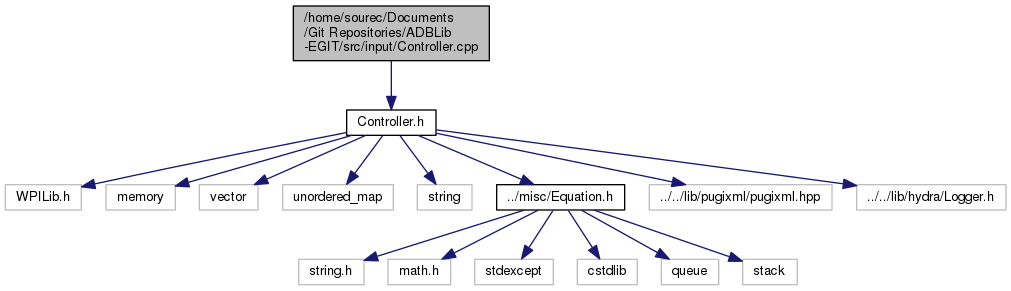 /home/sourec/Documents
/Git Repositories/ADBLib
-EGIT/src/input/Controller.cpp
Controller.h
WPILib.h
memory
vector
unordered_map
string
../misc/Equation.h
../../lib/pugixml/pugixml.hpp
../../lib/hydra/Logger.h
string.h
math.h
stdexcept
cstdlib
queue
stack